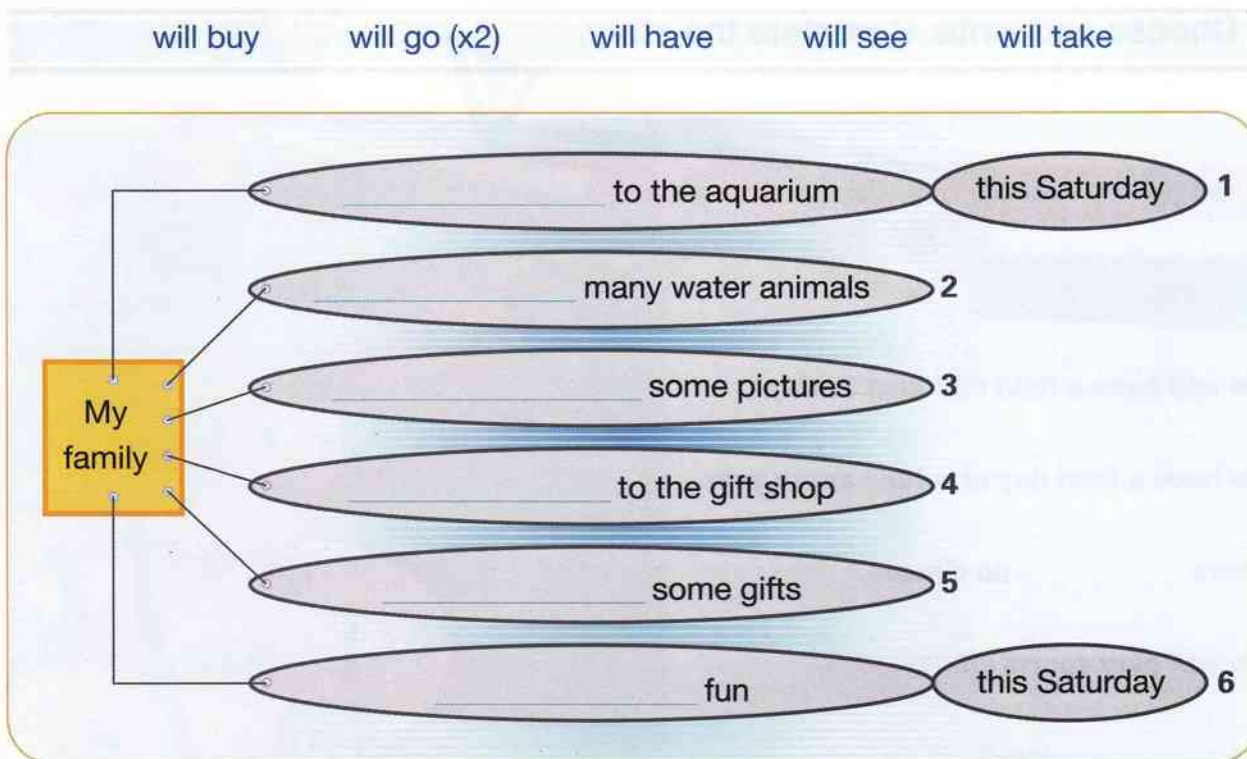 will buy will go (x2) will have will see will take
to the aquarium this Saturday 1
many water animals 2
some pictures 3
My
family
to the gift shop 4
some gifts 5
fun this Saturday 6